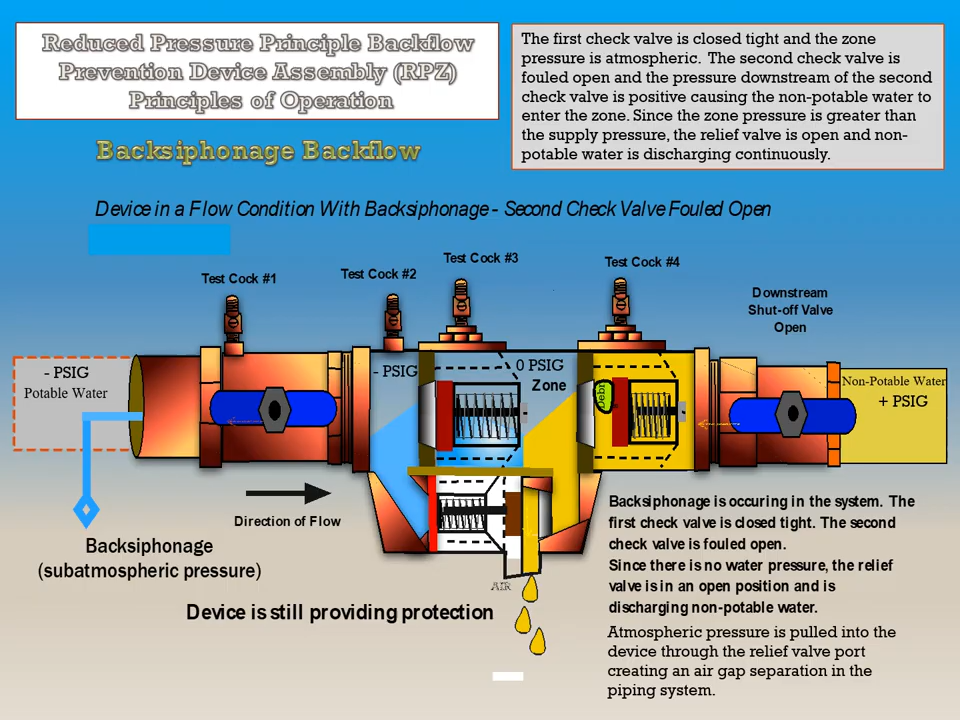 Reduced Pressure Principle Backflow
Prevention Device Assembly (RPZ)
Principles of Operation
Backsiphonage Backflow
The first check valve is closed tight and the zone
pressure is atmospheric. The second check valve is
fouled open and the pressure downstream of the second
check valve is positive causing the non-potable water to
enter the zone. Since the zone pressure is greater than
the supply pressure, the relief valve is open and non-
potable water is discharging continuously.
Device in a Flow Condition With Backsiphonage - Second Check Valve Fouled Open
Test Cock #1
Test Cock #2
Test Cock #3
Test Cock #4
Downstream
Shut-off Valve
Open
- PSIG
Potable Water
- PSIG
0 PSIG
Zone
Debri
Non-Potable Water
+ PSIG
Direction of Flow
Backsiphonage
(subatmospheric pressure)
AIR
Device is still providing protection
Backsiphonage is occuring in the system. The
first check valve is closed tight. The second
check valve is fouled open.
Since there is no water pressure, the relief
valve is in an open position and is
discharging non-potable water.
Atmospheric pressure is pulled into the
device through the relief valve port
creating an air gap separation in the
piping system.